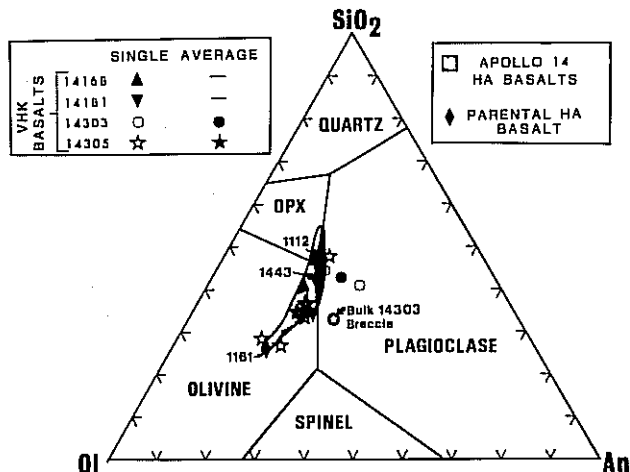 SiO2
SINGLE AVERAGE
VHK BASALTS
14168
14181
14303
14305
APOLLO 14
HA BASALTS
PARENTAL HA
BASALT
QUARTZ
OPX
1112
1443
Bulk 14303
Breccia
PLAGIOCLASE
1161
OLIVINE
SPINEL
Ol
An